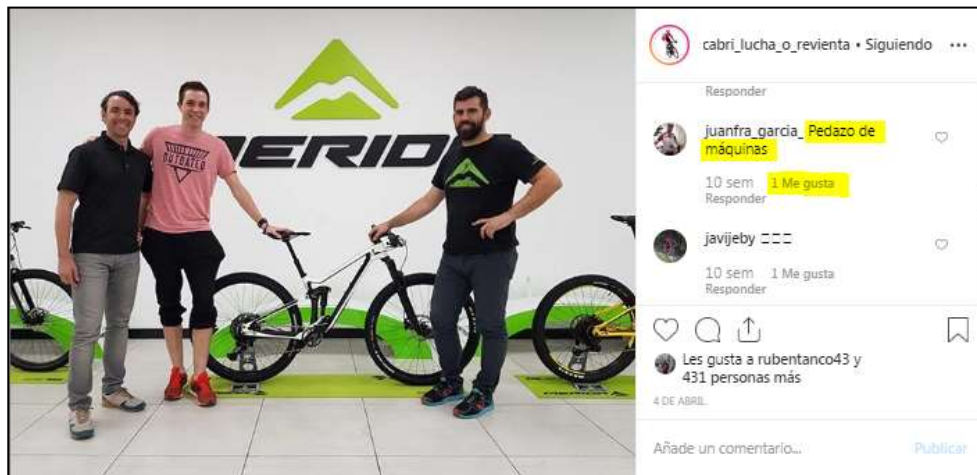 MERIDA
OUTDATED
cabri_lucha_o_revienta • Siguiendo ...
Responder
juanfra_garcia_ Pedazo de
máquinas
10 sem 1 Me gusta
Responder
javijeby □□□
10 sem 1 Me gusta
Responder
Les gusta a rubentanco43 y
431 personas más
4 DE ABRIL
Añade un comentario...
Publicar